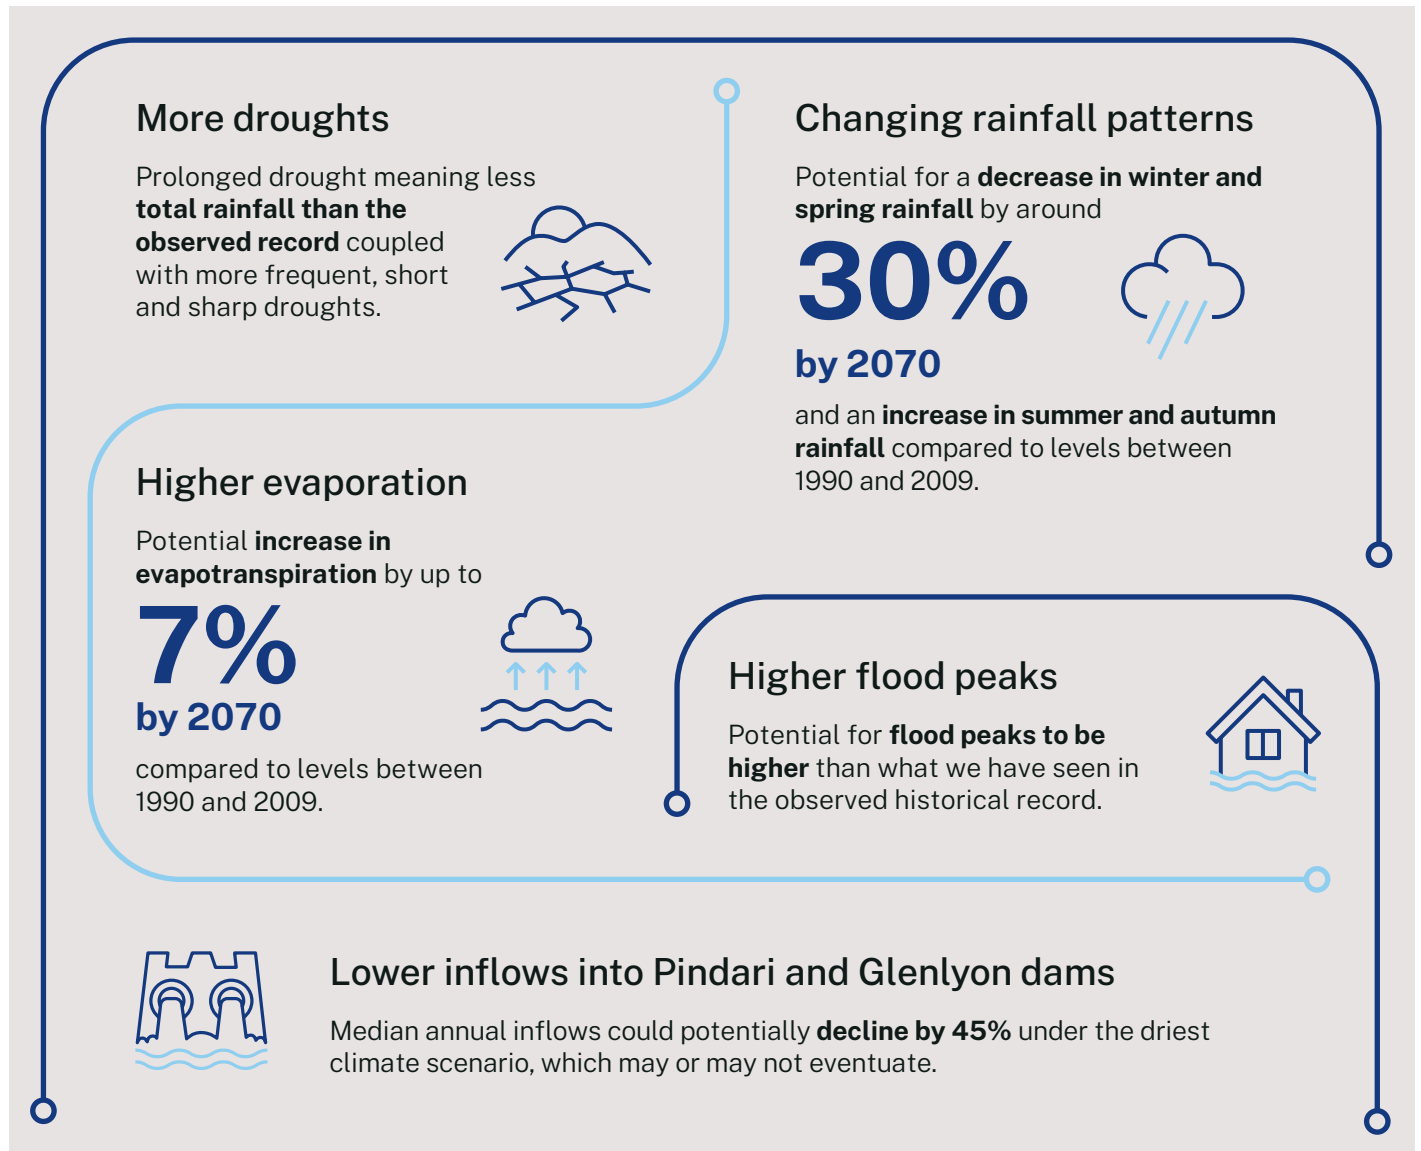 More droughts
Prolonged drought meaning less
total rainfall than the
observed record coupled
with more frequent, short
and sharp droughts.
Changing rainfall patterns
Potential for a decrease in winter and
spring rainfall by around
30%
by 2070
and an increase in summer and autumn
rainfall compared to levels between
1990 and 2009.
Higher evaporation
Potential increase in
evapotranspiration by up to
7%
by 2070
compared to levels between
1990 and 2009.
Higher flood peaks
Potential for flood peaks to be
higher than what we have seen in
the observed historical record.
Lower inflows into Pindari and Glenlyon dams
Median annual inflows could potentially decline by 45% under the driest
climate scenario, which may or may not eventuate.